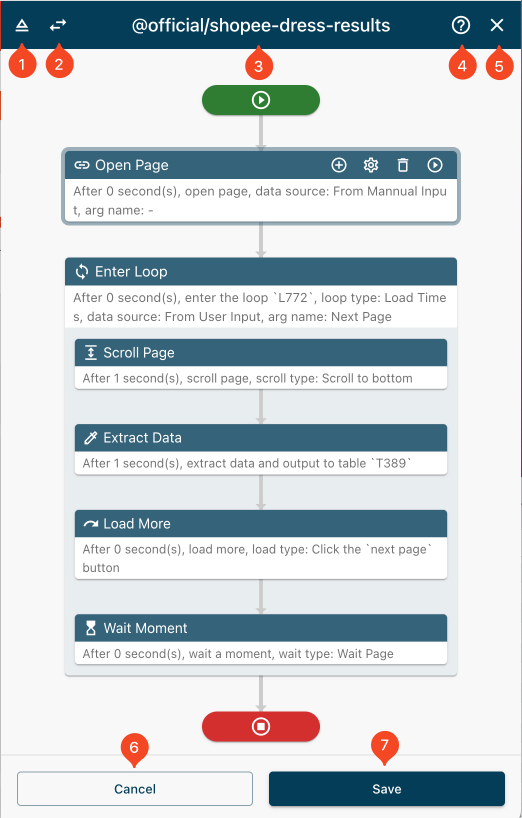 @official/shopee-dress-results
1
2
3
4
5
Open Page
After 0 second(s), open page, data source: From Mannual Inpu
t, arg name: -
Enter Loop
After 0 second(s), enter the loop `L772`, loop type: Load Time
s, data source: From User Input, arg name: Next Page
Scroll Page
After 1 second(s), scroll page, scroll type: Scroll to bottom
Extract Data
After 1 second(s), extract data and output to table `T389`
Load More
After 0 second(s), load more, load type: Click the `next page`
button
Wait Moment
After 0 second(s), wait a moment, wait type: Wait Page
6
7
Cancel
Save